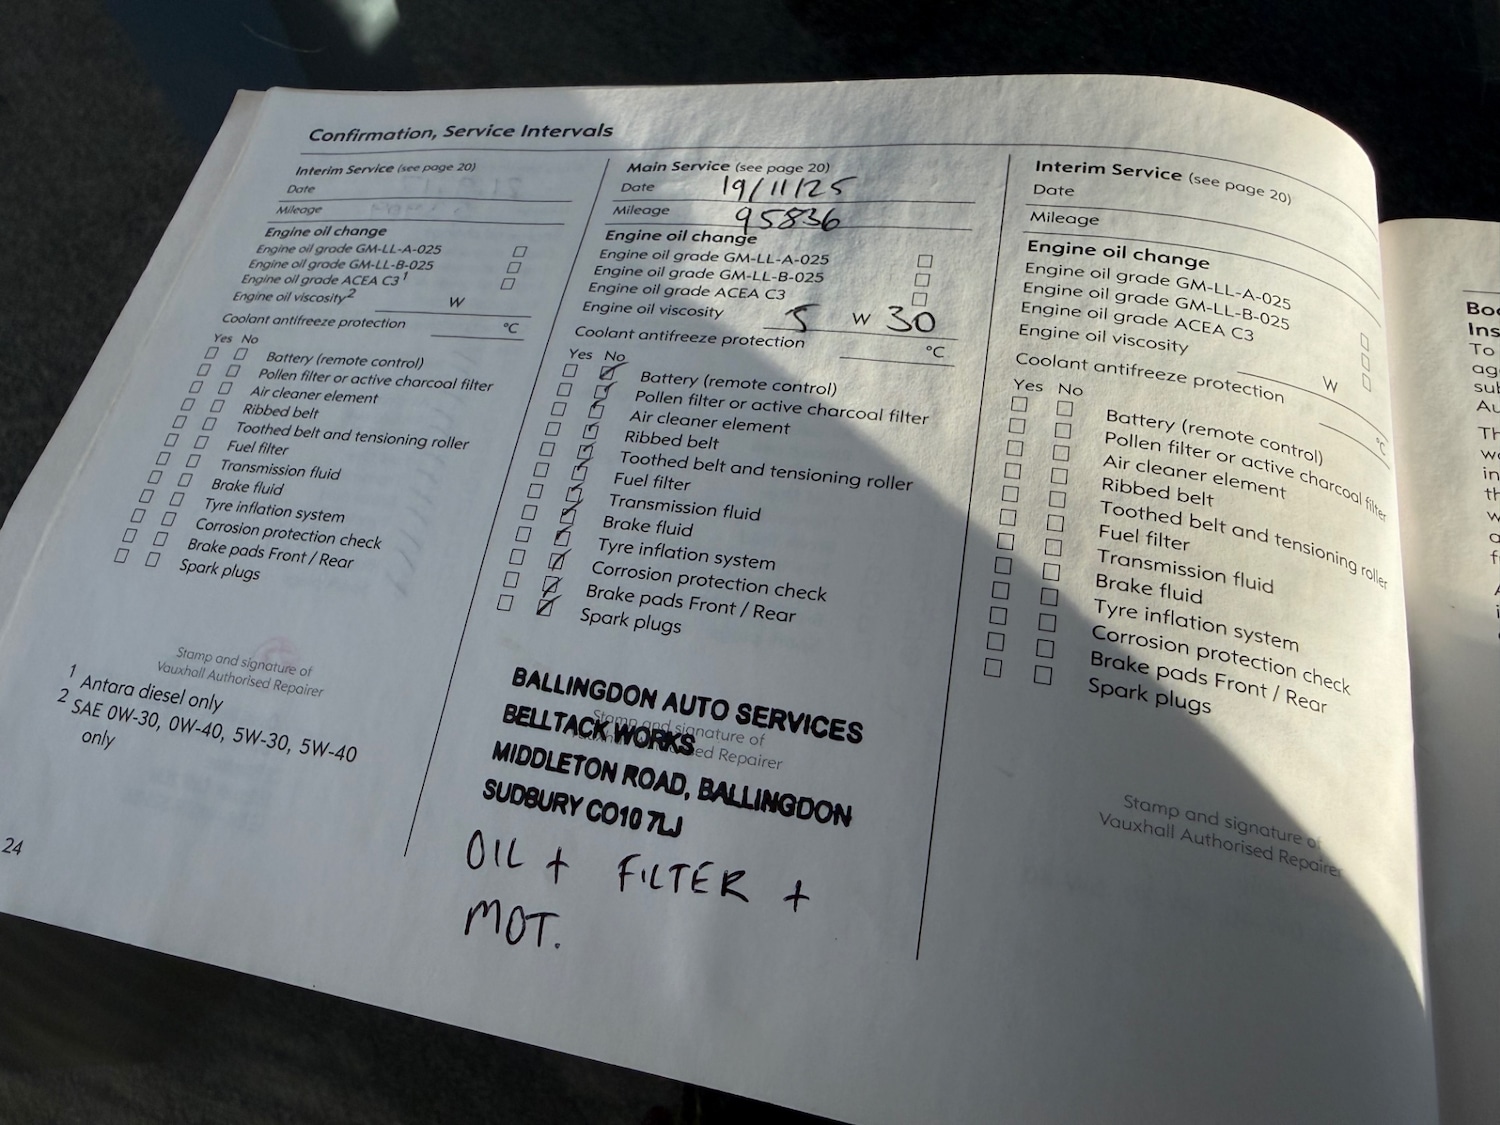 Confirmation, Service Intervals
Interim Service (see page 20)
Date
Mileage
Engine oil change
Engine oil grade GM-LL-A-025
Engine oil grade GM-LL-B-025
Engine oil grade ACEA C3¹
Engine oil viscosity² W
Coolant antifreeze protection °C
Yes No
Battery (remote control)
Pollen filter or active charcoal filter
Air cleaner element
Ribbed belt
Toothed belt and tensioning roller
Fuel filter
Transmission fluid
Brake fluid
Tyre inflation system
Corrosion protection check
Brake pads Front / Rear
Spark plugs
Stamp and signature of
Vauxhall Authorised Repairer
1 Antara diesel only
2 SAE 0W-30, 0W-40, 5W-30, 5W-40
only
24
Main Service (see page 20)
Date 19/11/25
Mileage 95836
Engine oil change
Engine oil grade GM-LL-A-025
Engine oil grade GM-LL-B-025
Engine oil grade ACEA C3
Engine oil viscosity 5 W 30
Coolant antifreeze protection °C
Yes No
Battery (remote control)
Pollen filter or active charcoal filter
Air cleaner element
Ribbed belt
Toothed belt and tensioning roller
Fuel filter
Transmission fluid
Brake fluid
Tyre inflation system
Corrosion protection check
Brake pads Front / Rear
Spark plugs
BALLINGDON AUTO SERVICES
Stamp and signature of
BELLTACK WORKS
Repairer
MIDDLETON ROAD, BALLINGDON
SUDBURY CO10 7LJ
OIL + FILTER +
MOT.
Interim Service (see page 20)
Date
Mileage
Engine oil change
Engine oil grade GM-LL-A-025
Engine oil grade GM-LL-B-025
Engine oil grade ACEA C3
Engine oil viscosity W
Coolant antifreeze protection °C
Yes No
Battery (remote control)
Pollen filter or active charcoal filter
Air cleaner element
Ribbed belt
Toothed belt and tensioning roller
Fuel filter
Transmission fluid
Brake fluid
Tyre inflation system
Corrosion protection check
Brake pads Front / Rear
Spark plugs
Stamp and signature of
Vauxhall Authorised Repairer
To